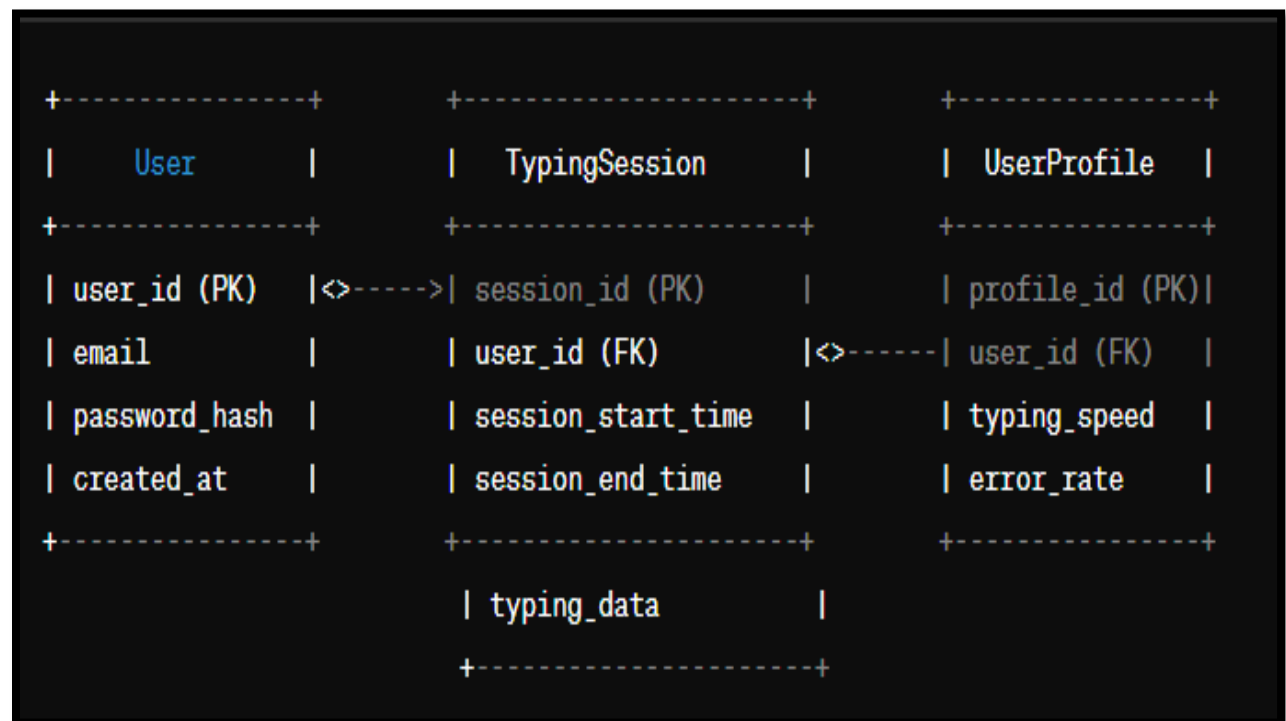 +----------------+        +----------------------+        +----------------+
|      User       |        |   TypingSession      |        |  UserProfile   |
+----------------+        +----------------------+        +----------------+
| user_id (PK)   |<>----->| session_id (PK)      |        | profile_id (PK)|
| email          |        | user_id (FK)         |<>------| user_id (FK)   |
| password_hash  |        | session_start_time   |        | typing_speed   |
| created_at     |        | session_end_time     |        | error_rate     |
+----------------+        +----------------------+        +----------------+
                           | typing_data          |
                           +----------------------+